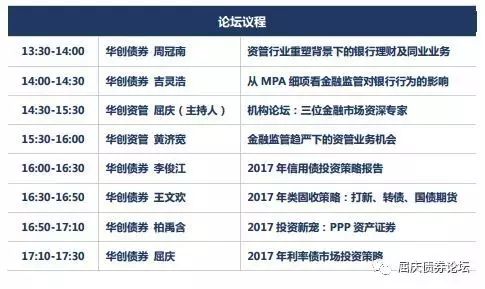 论坛议程
13:30-14:00 华创债券 周冠南 资管行业重塑背景下的银行理财及同业业务
14:00-14:30 华创债券 吉灵浩 从 MPA 细项看金融监管对银行行为的影响
14:30-15:30 华创资管 屈庆（主持人） 机构论坛：三位金融市场资深专家
15:30-16:00 华创资管 黄济宽 金融监管趋严下的资管业务机会
16:00-16:30 华创债券 李俊江 2017 年信用债投资策略报告
16:30-16:50 华创债券 王文欢 2017 年类固收策略：打新、转债、国债期货
16:50-17:10 华创债券 柏禹含 2017 投资新宠：PPP 资产证券
17:10-17:30 华创债券 屈庆 2017 年利率债市场投资策略
屈庆债券论坛